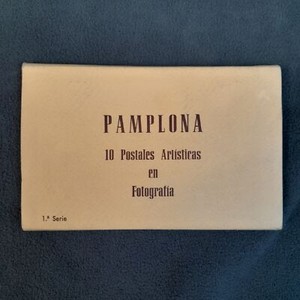 PAMPLONA
10 Postales Artísticas
en
Fotografía
1.ª Serie